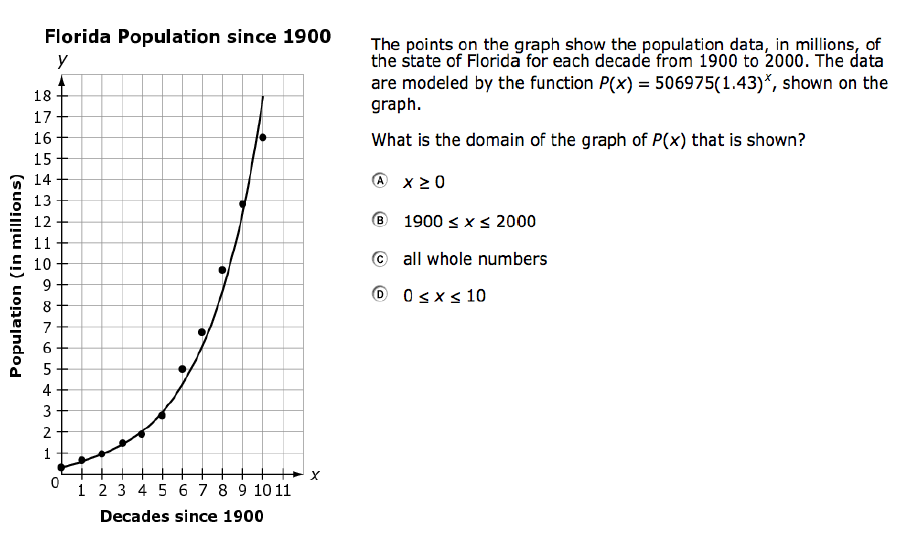 Florida Population since 1900
y
18
17
16
15
14
13
12
11
10
9
8
7
6
5
4
3
2
1
0
1 2 3 4 5 6 7 8 9 10 11
x
Population (in millions)
Decades since 1900
The points on the graph show the population data, in millions, of
the state of Florida for each decade from 1900 to 2000. The data
are modeled by the function P(x) = 506975(1.43)ˣ, shown on the
graph.
What is the domain of the graph of P(x) that is shown?
A x ≥ 0
B 1900 ≤ x ≤ 2000
C all whole numbers
D 0 ≤ x ≤ 10